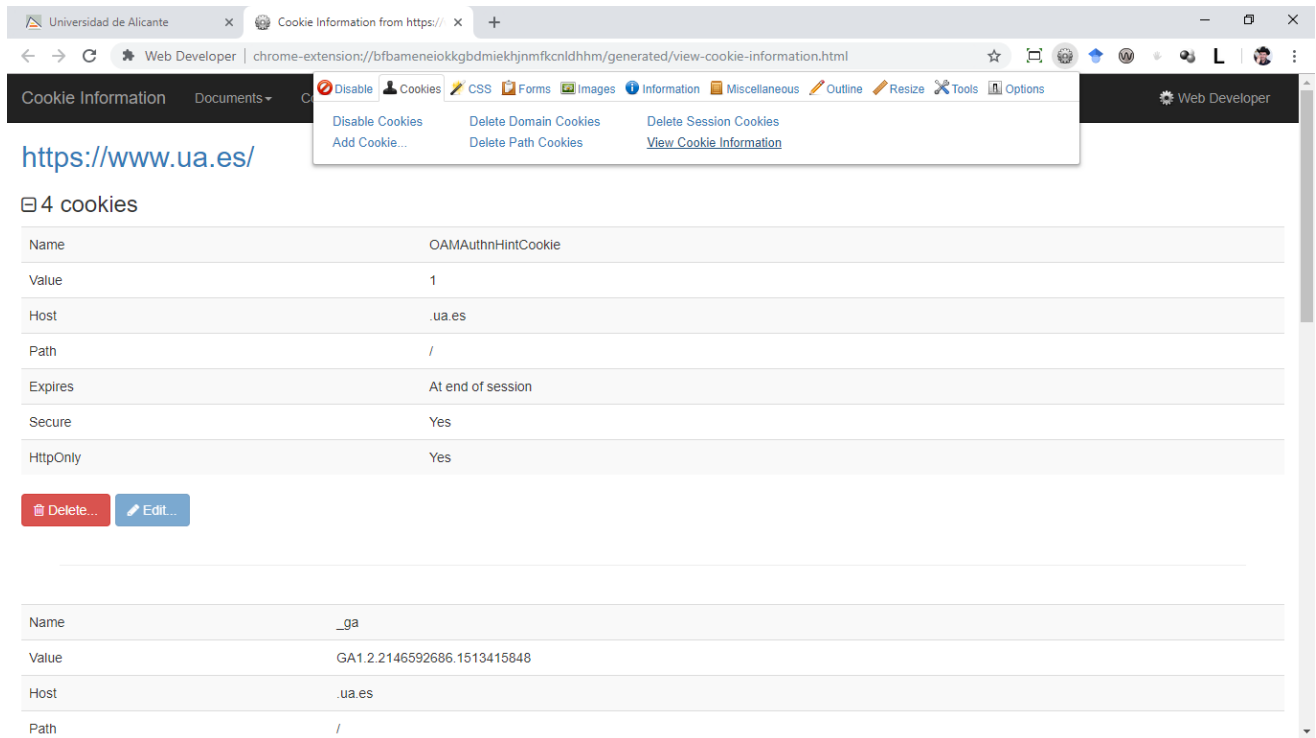 Universidad de Alicante
Cookie Information from https://
Web Developer | chrome-extension://bfbameneiokkgbdmiekhjnmfkcnldhhm/generated/view-cookie-information.html
Cookie Information Documents Disable Cookies CSS Forms Images Information Miscellaneous Outline Resize Tools Options Web Developer
Disable Cookies Delete Domain Cookies Delete Session Cookies
Add Cookie... Delete Path Cookies View Cookie Information
https://www.ua.es/
4 cookies
Name OAMAuthnHintCookie
Value 1
Host .ua.es
Path /
Expires At end of session
Secure Yes
HttpOnly Yes
Delete... Edit...
Name _ga
Value GA1.2.2146592686.1513415848
Host .ua.es
Path /